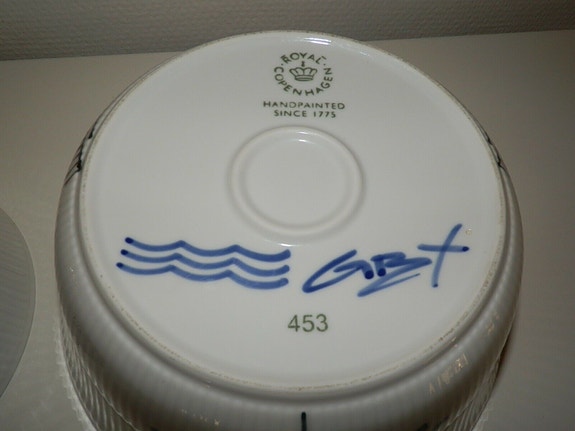 ROYAL COPENHAGEN
HANDPAINTED
SINCE 1775
G.B+
453